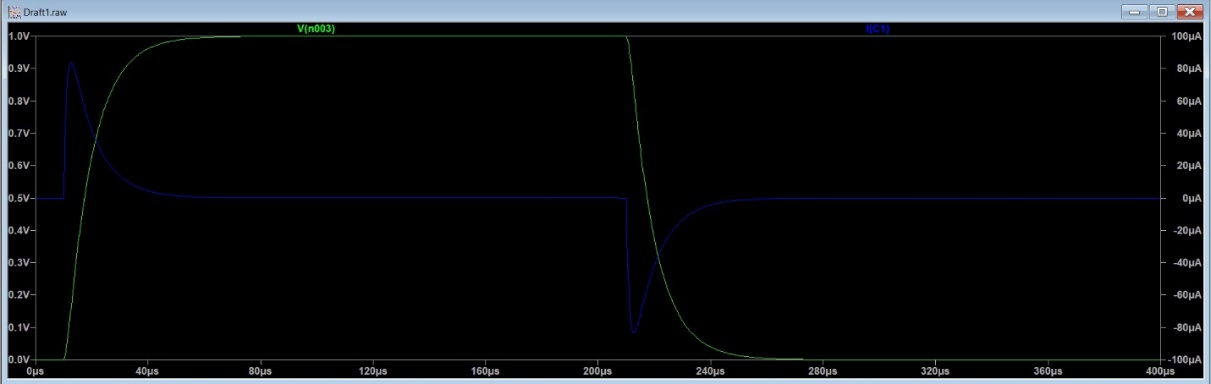 Draft1.raw
V(n003) I(C1)
1.0V 100µA
0.9V 80µA
0.8V 60µA
0.7V 40µA
0.6V 20µA
0.5V 0µA
0.4V -20µA
0.3V -40µA
0.2V -60µA
0.1V -80µA
0.0V -100µA
0µs 40µs 80µs 120µs 160µs 200µs 240µs 280µs 320µs 360µs 400µs